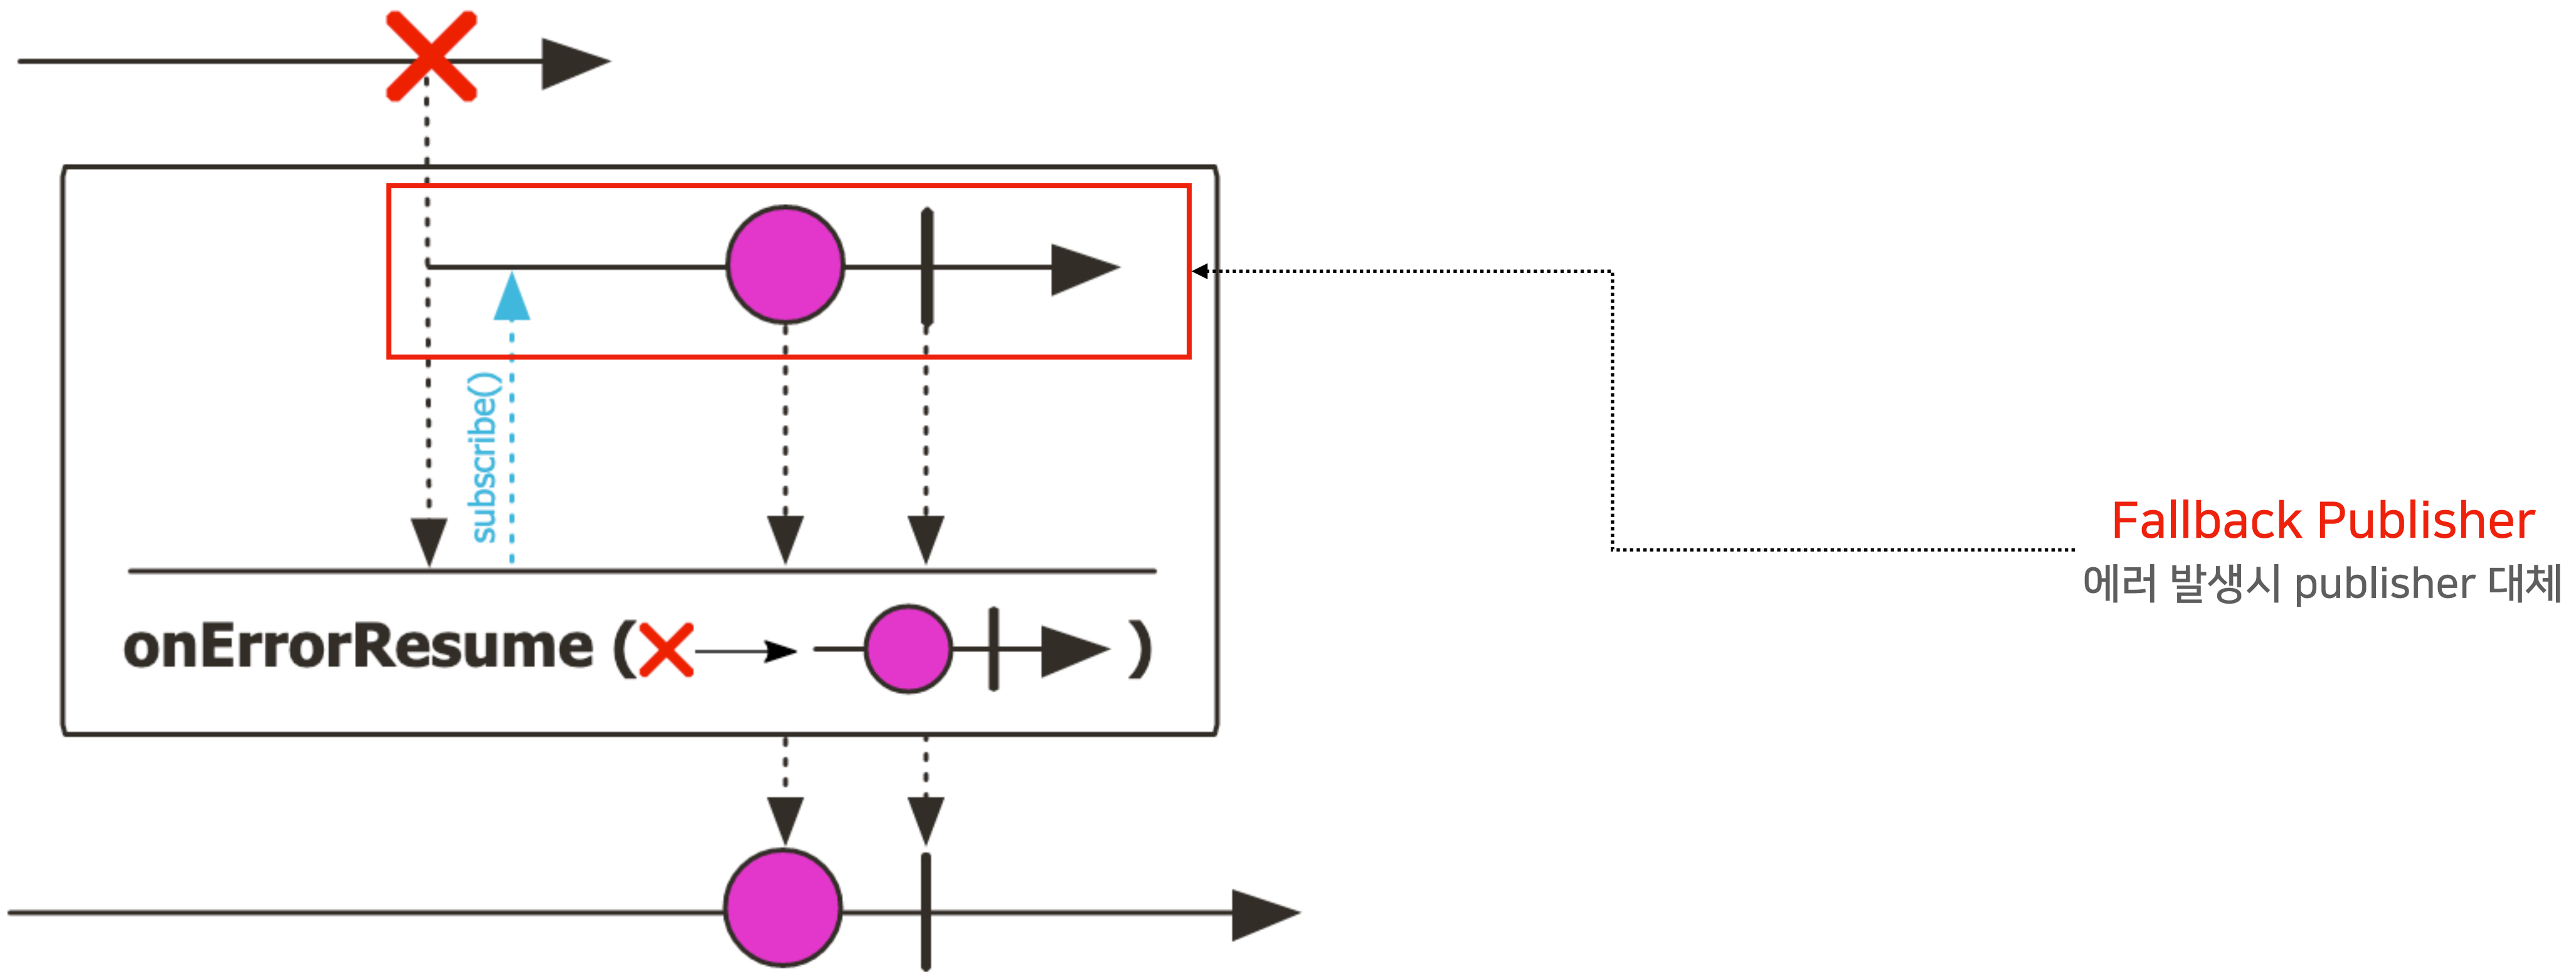 subscribe()
Fallback Publisher
에러 발생시 publisher 대체
onErrorResume ( )